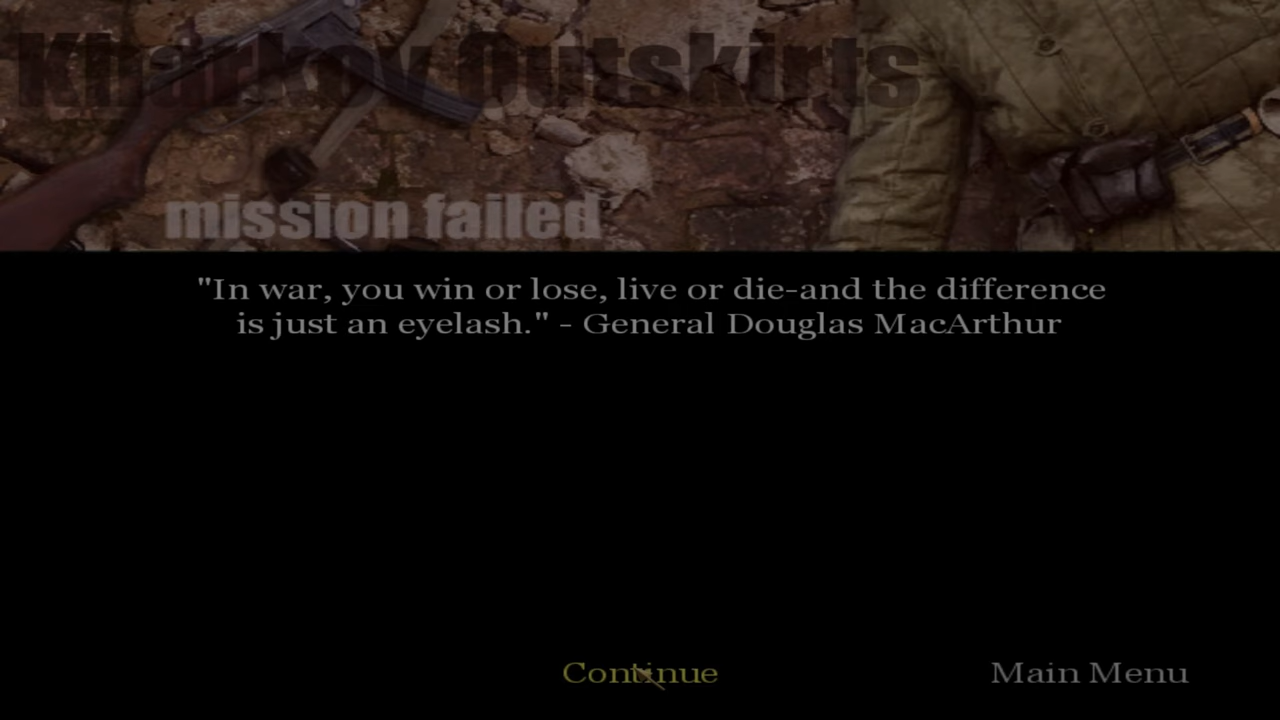 Kharkov Outskirts
mission failed
"In war, you win or lose, live or die-and the difference
is just an eyelash." - General Douglas MacArthur
Continue
Main Menu